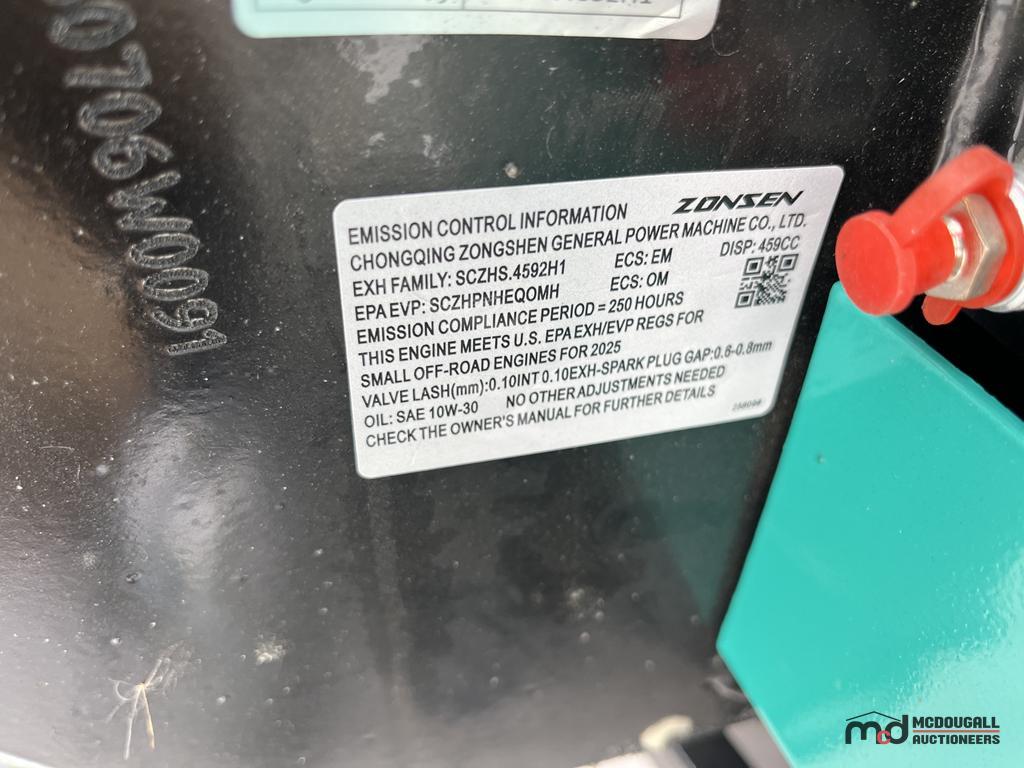 0706W0091
EMISSION CONTROL INFORMATION ZONSEN
CHONGQING ZONGSHEN GENERAL POWER MACHINE CO., LTD.
EXH FAMILY: SCZHS.4592H1 ECS: EM DISP: 459CC
EPA EVP: SCZHPNHEQOMH ECS: OM
EMISSION COMPLIANCE PERIOD = 250 HOURS
THIS ENGINE MEETS U.S. EPA EXH/EVP REGS FOR
SMALL OFF-ROAD ENGINES FOR 2025
VALVE LASH(mm):0.10INT 0.10EXH-SPARK PLUG GAP:0.6-0.8mm
OIL: SAE 10W-30 NO OTHER ADJUSTMENTS NEEDED
CHECK THE OWNER'S MANUAL FOR FURTHER DETAILS
mcd MCDOUGALL
AUCTIONEERS